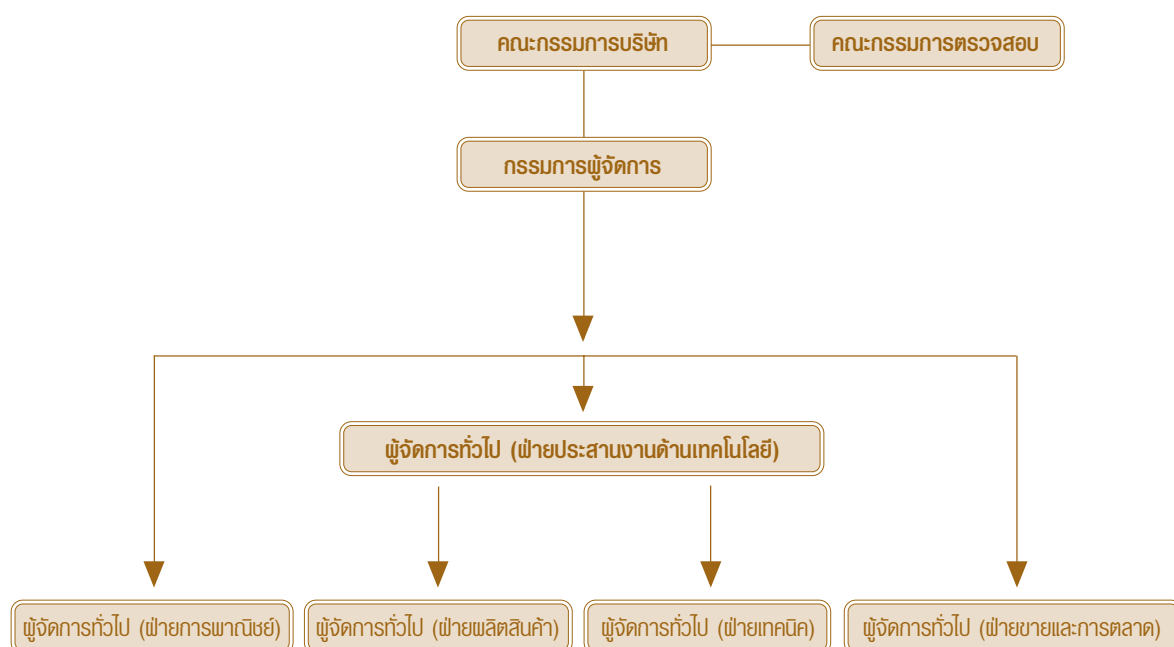 คณะกรรมการบริษัท
คณะกรรมการตรวจสอบ
กรรมการผู้จัดการ
ผู้จัดการทั่วไป (ฝ่ายประสานงานด้านเทคโนโลยี)
ผู้จัดการทั่วไป (ฝ่ายการพาณิชย์)
ผู้จัดการทั่วไป (ฝ่ายผลิตสินค้า)
ผู้จัดการทั่วไป (ฝ่ายเทคนิค)
ผู้จัดการทั่วไป (ฝ่ายขายและการตลาด)